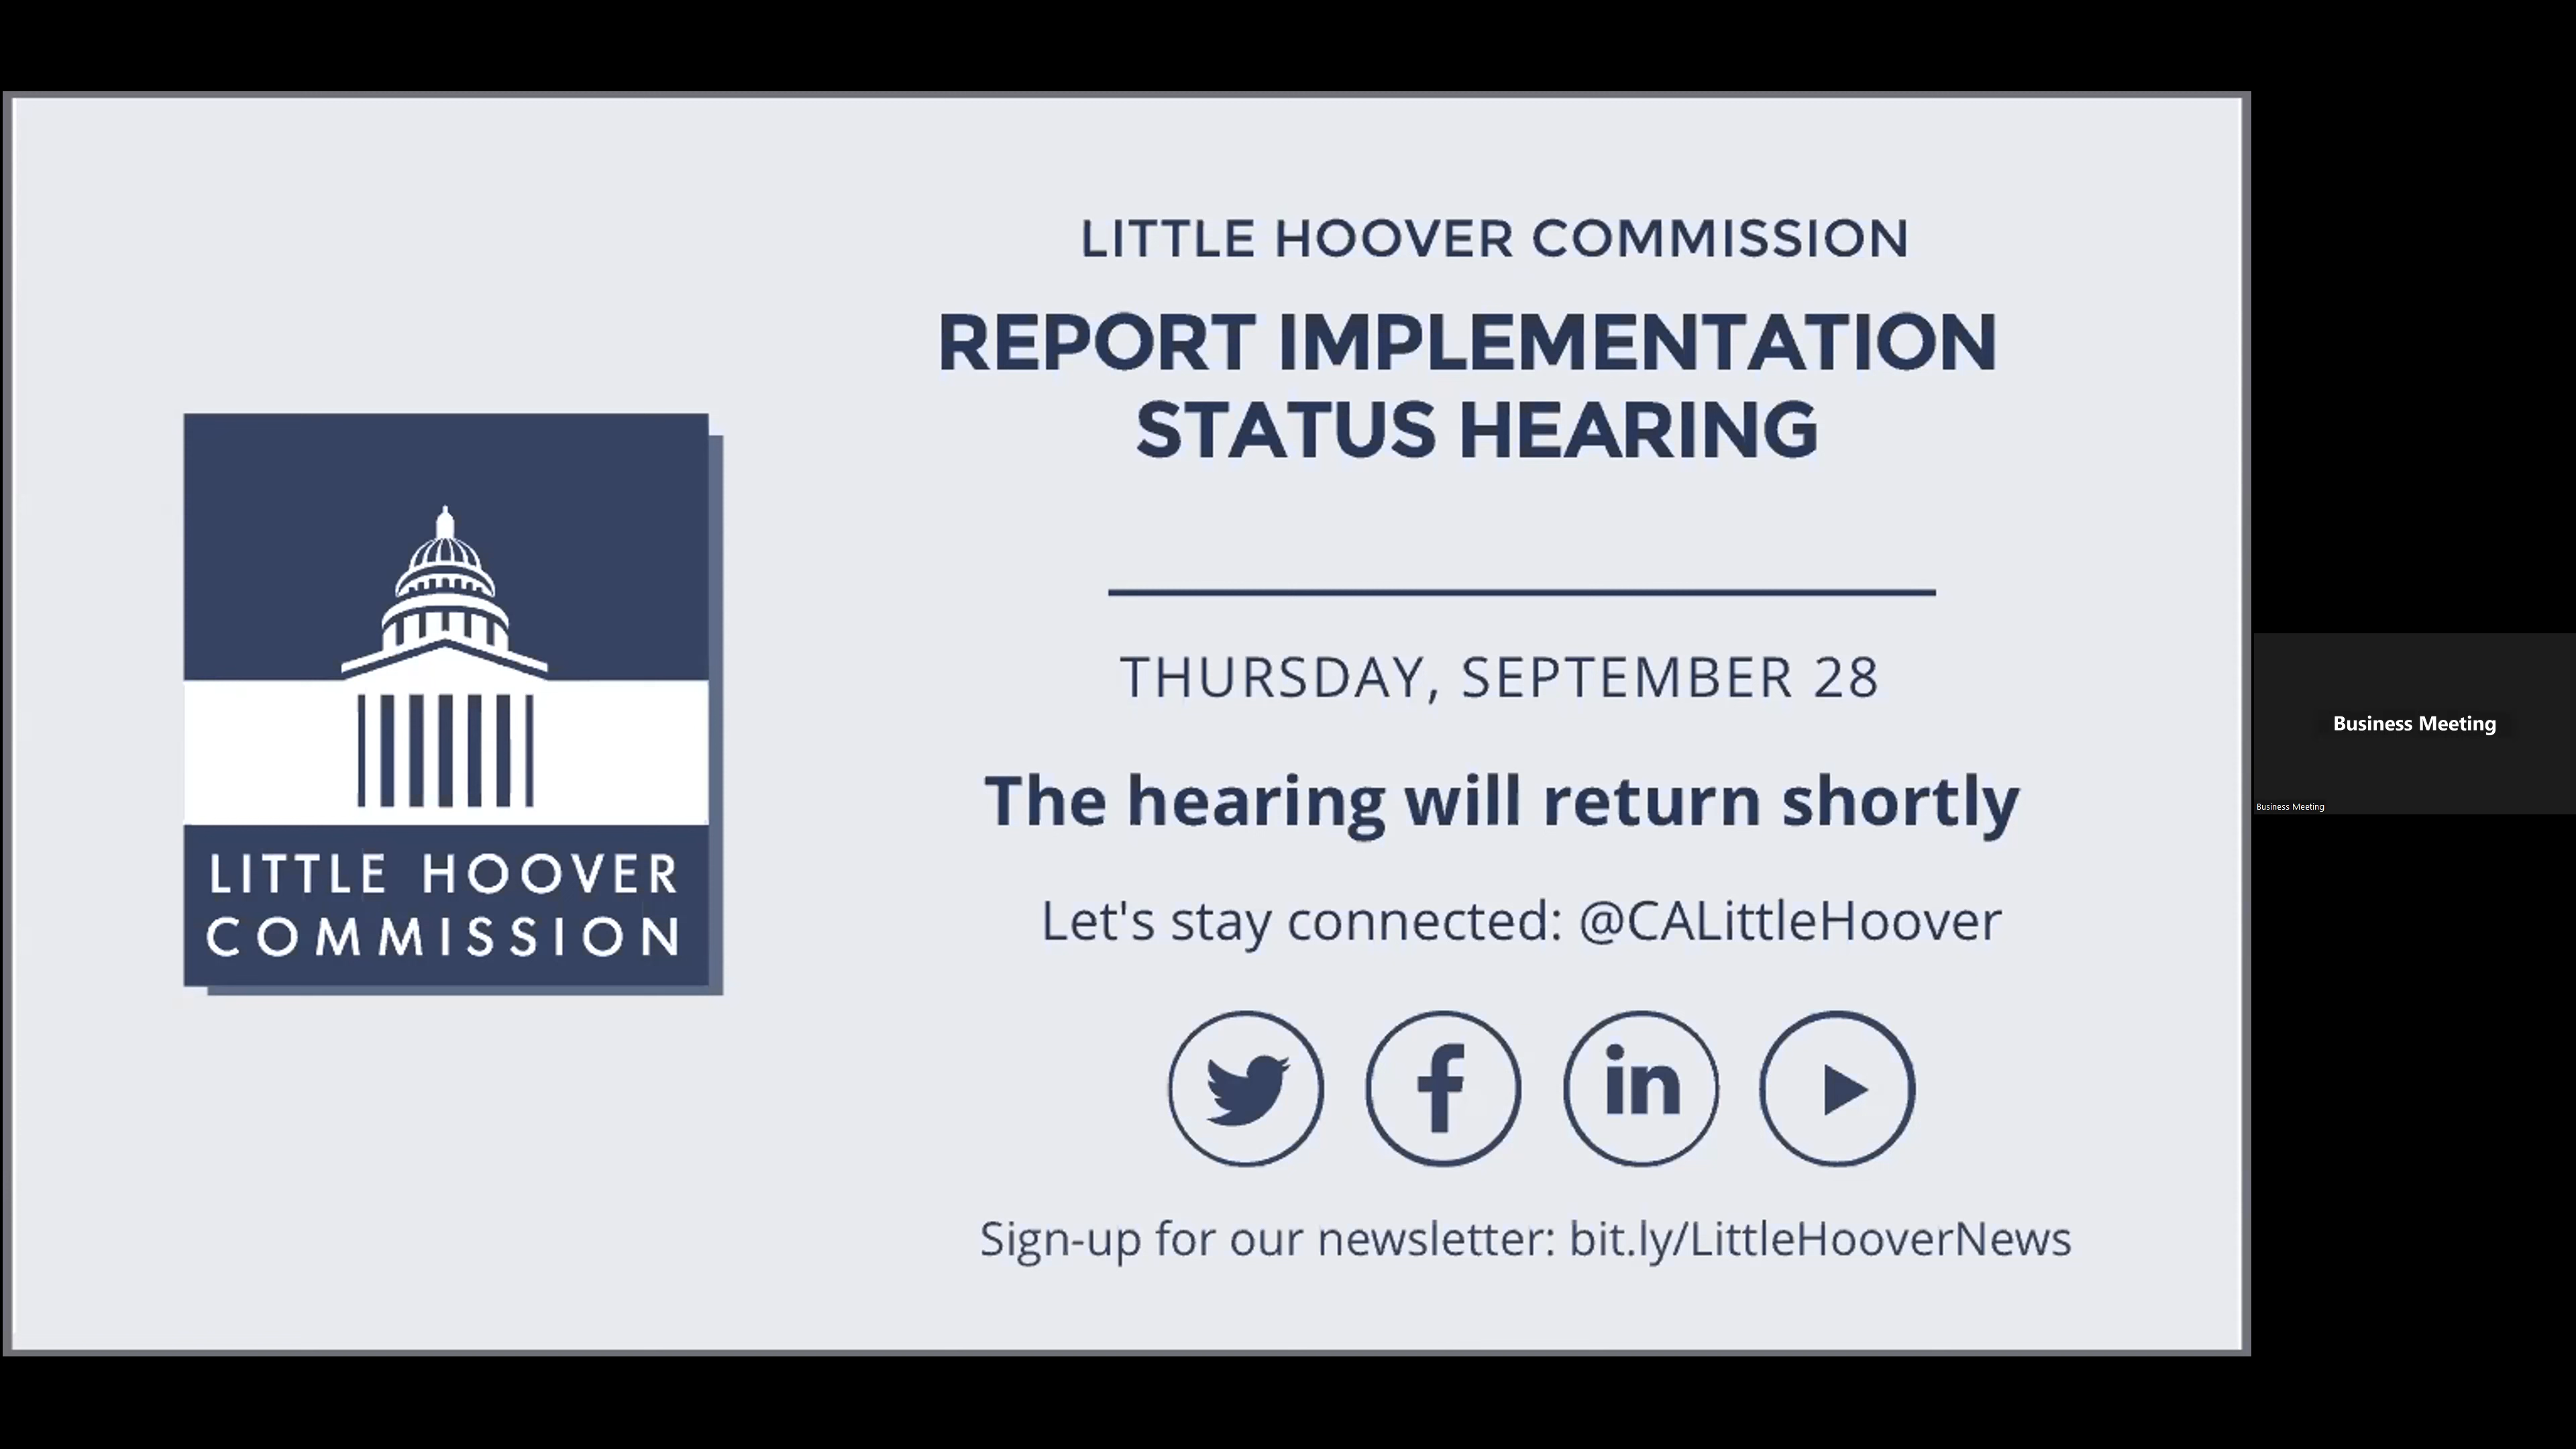 LITTLE HOOVER COMMISSION
REPORT IMPLEMENTATION
STATUS HEARING
THURSDAY, SEPTEMBER 28
The hearing will return shortly
Let's stay connected: @CALittleHoover
Sign-up for our newsletter: bit.ly/LittleHooverNews
LITTLE HOOVER
COMMISSION
Business Meeting
Business Meeting